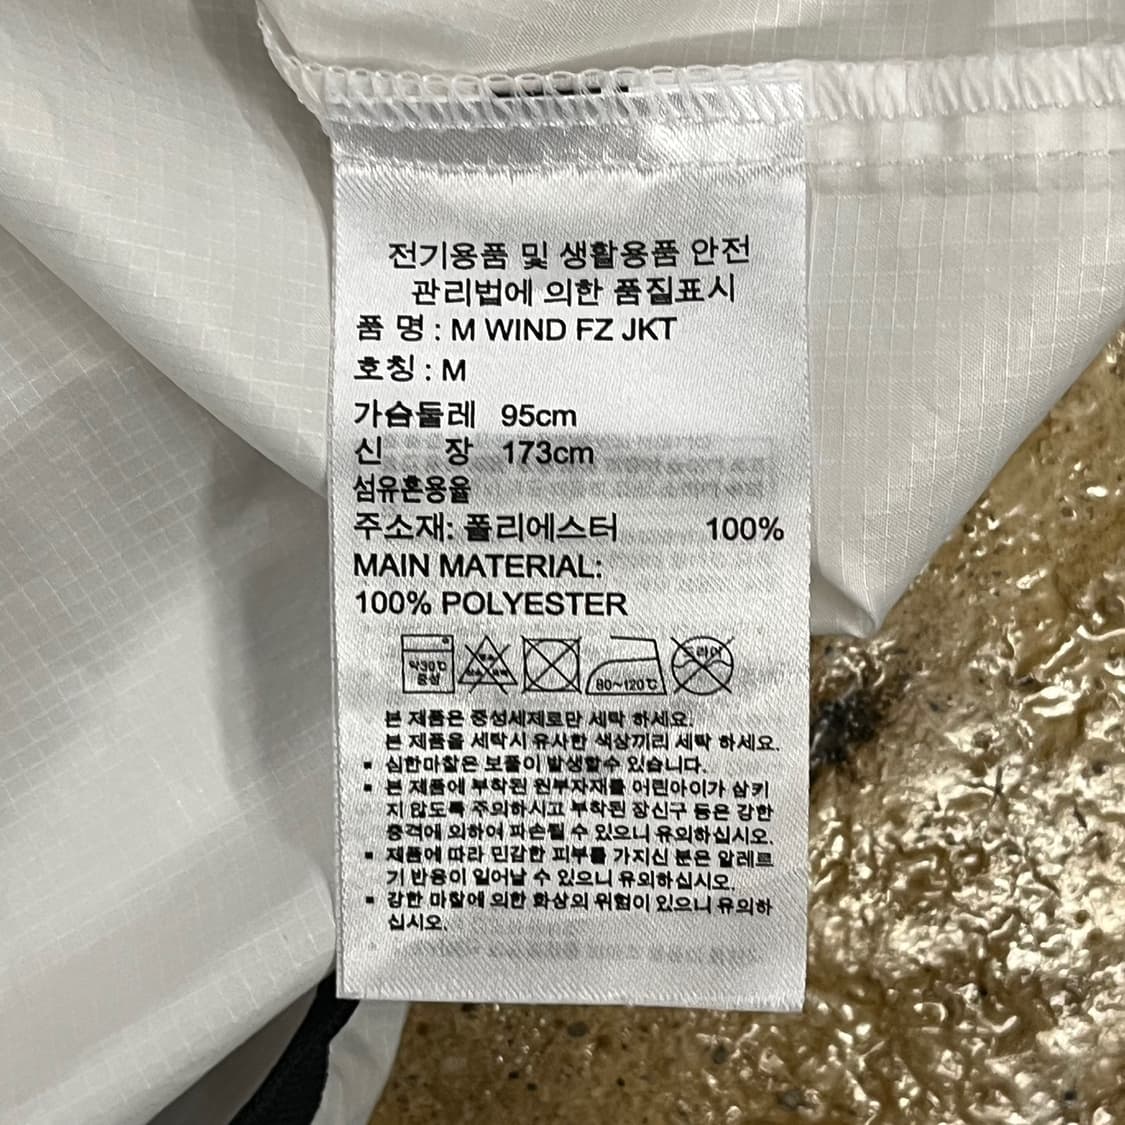 전기용품 및 생활용품 안전
관리법에 의한 품질표시
품 명 : M WIND FZ JKT
호칭 : M
가슴둘레 95cm
신 장 173cm
섬유혼용율
주소재: 폴리에스터 100%
MAIN MATERIAL:
100% POLYESTER
약30℃
중성
80~120℃
드라이
본 제품은 중성세제로만 세탁 하세요.
본 제품을 세탁시 유사한 색상끼리 세탁 하세요.
▪ 심한마찰은 보풀이 발생할수 있습니다.
▪ 본 제품에 부착된 원부자재를 어린아이가 삼키
지 않도록 주의하시고 부착된 장신구 등은 강한
충격에 의하여 파손될 수 있으니 유의하십시오.
▪ 제품에 따라 민감한 피부를 가지신 분은 알레르
기 반응이 일어날 수 있으니 유의하십시오.
▪ 강한 마찰에 의한 화상의 위험이 있으니 유의하
십시오.